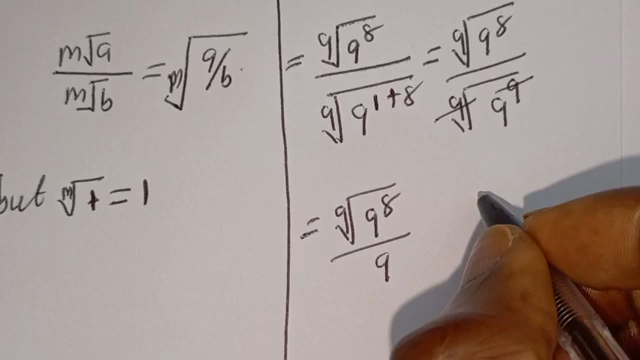 m√a / m√b = m√(a/b)
but m√1 = 1
= ⁹√(9⁸) / ⁹√(9¹⁺⁸) = ⁹√(9⁸) / ⁹√(9⁹)
= ⁹√(9⁸) / 9